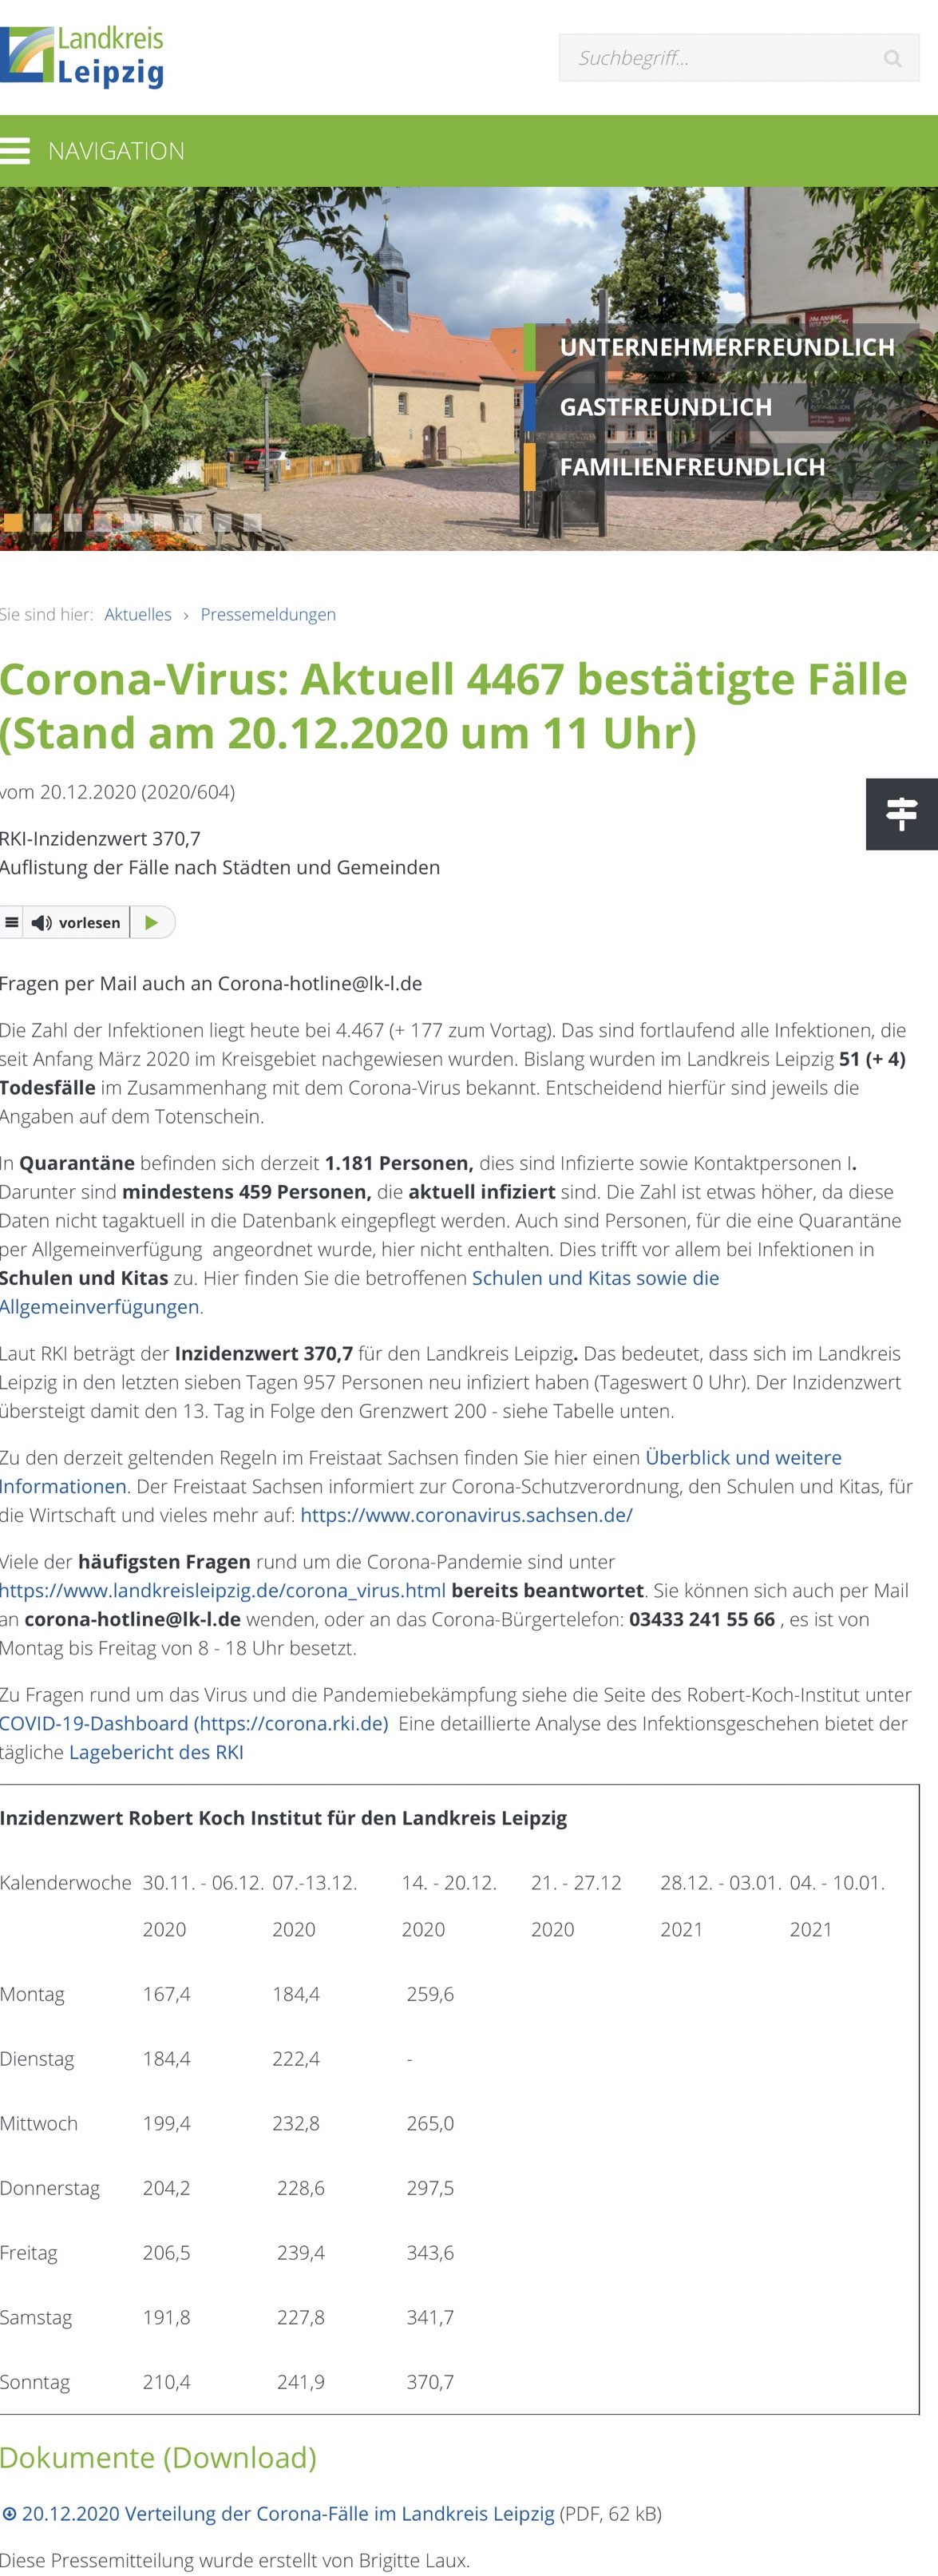 Landkreis
Leipzig
Suchbegriff...
NAVIGATION
UNTERNEHMERFREUNDLICH
GASTFREUNDLICH
FAMILIENFREUNDLICH
Sie sind hier: Aktuelles › Pressemeldungen
Corona-Virus: Aktuell 4467 bestätigte Fälle
(Stand am 20.12.2020 um 11 Uhr)
vom 20.12.2020 (2020/604)
RKI-Inzidenzwert 370,7
Auflistung der Fälle nach Städten und Gemeinden
vorlesen
Fragen per Mail auch an Corona-hotline@lk-l.de
Die Zahl der Infektionen liegt heute bei 4.467 (+ 177 zum Vortag). Das sind fortlaufend alle Infektionen, die
seit Anfang März 2020 im Kreisgebiet nachgewiesen wurden. Bislang wurden im Landkreis Leipzig 51 (+ 4)
Todesfälle im Zusammenhang mit dem Corona-Virus bekannt. Entscheidend hierfür sind jeweils die
Angaben auf dem Totenschein.
In Quarantäne befinden sich derzeit 1.181 Personen, dies sind Infizierte sowie Kontaktpersonen I.
Darunter sind mindestens 459 Personen, die aktuell infiziert sind. Die Zahl ist etwas höher, da diese
Daten nicht tagaktuell in die Datenbank eingepflegt werden. Auch sind Personen, für die eine Quarantäne
per Allgemeinverfügung angeordnet wurde, hier nicht enthalten. Dies trifft vor allem bei Infektionen in
Schulen und Kitas zu. Hier finden Sie die betroffenen Schulen und Kitas sowie die
Allgemeinverfügungen.
Laut RKI beträgt der Inzidenzwert 370,7 für den Landkreis Leipzig. Das bedeutet, dass sich im Landkreis
Leipzig in den letzten sieben Tagen 957 Personen neu infiziert haben (Tageswert 0 Uhr). Der Inzidenzwert
übersteigt damit den 13. Tag in Folge den Grenzwert 200 - siehe Tabelle unten.
Zu den derzeit geltenden Regeln im Freistaat Sachsen finden Sie hier einen Überblick und weitere
Informationen. Der Freistaat Sachsen informiert zur Corona-Schutzverordnung, den Schulen und Kitas, für
die Wirtschaft und vieles mehr auf: https://www.coronavirus.sachsen.de/
Viele der häufigsten Fragen rund um die Corona-Pandemie sind unter
https://www.landkreisleipzig.de/corona_virus.html bereits beantwortet. Sie können sich auch per Mail
an corona-hotline@lk-l.de wenden, oder an das Corona-Bürgertelefon: 03433 241 55 66 , es ist von
Montag bis Freitag von 8 - 18 Uhr besetzt.
Zu Fragen rund um das Virus und die Pandemiebekämpfung siehe die Seite des Robert-Koch-Institut unter
COVID-19-Dashboard (https://corona.rki.de) Eine detaillierte Analyse des Infektionsgeschehen bietet der
tägliche Lagebericht des RKI
Inzidenzwert Robert Koch Institut für den Landkreis Leipzig
Kalenderwoche 30.11. - 06.12. 07.-13.12. 14. - 20.12. 21. - 27.12 28.12. - 03.01. 04. - 10.01.
2020 2020 2020 2020 2021 2021
Montag 167,4 184,4 259,6
Dienstag 184,4 222,4 -
Mittwoch 199,4 232,8 265,0
Donnerstag 204,2 228,6 297,5
Freitag 206,5 239,4 343,6
Samstag 191,8 227,8 341,7
Sonntag 210,4 241,9 370,7
Dokumente (Download)
20.12.2020 Verteilung der Corona-Fälle im Landkreis Leipzig (PDF, 62 kB)
Diese Pressemitteilung wurde erstellt von Brigitte Laux.